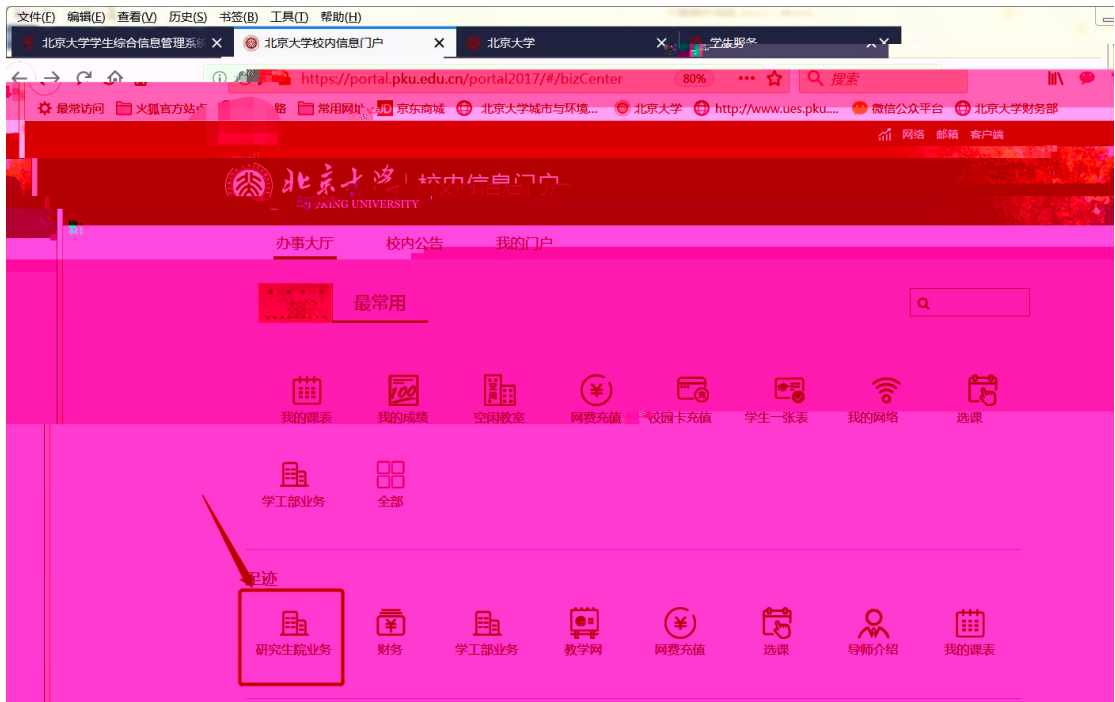 文件(F) 编辑(E) 查看(V) 历史(S) 书签(B) 工具(T) 帮助(H)
北京大学学生综合信息管理系统 北京大学校内信息门户 北京大学
https://portal.pku.edu.cn/portal2017/#/bizCenter 80% 搜索
最常访问 火狐官方站点 常用网址 JD 京东商城 北京大学城市与环境... 北京大学 http://www.ues.pku.... 微信公众平台 北京大学财务部
网络 邮箱 客户端
北京大学 校内信息门户
PEKING UNIVERSITY
办事大厅 校内公告 我的门户
最常用
我的课表 我的成绩 空闲教室 网费充值 校园卡充值 学生一张表 我的网络 选课
学工部业务 全部
足迹
研究生院业务 财务 学工部业务 教学网 网费充值 选课 导师介绍 我的课表